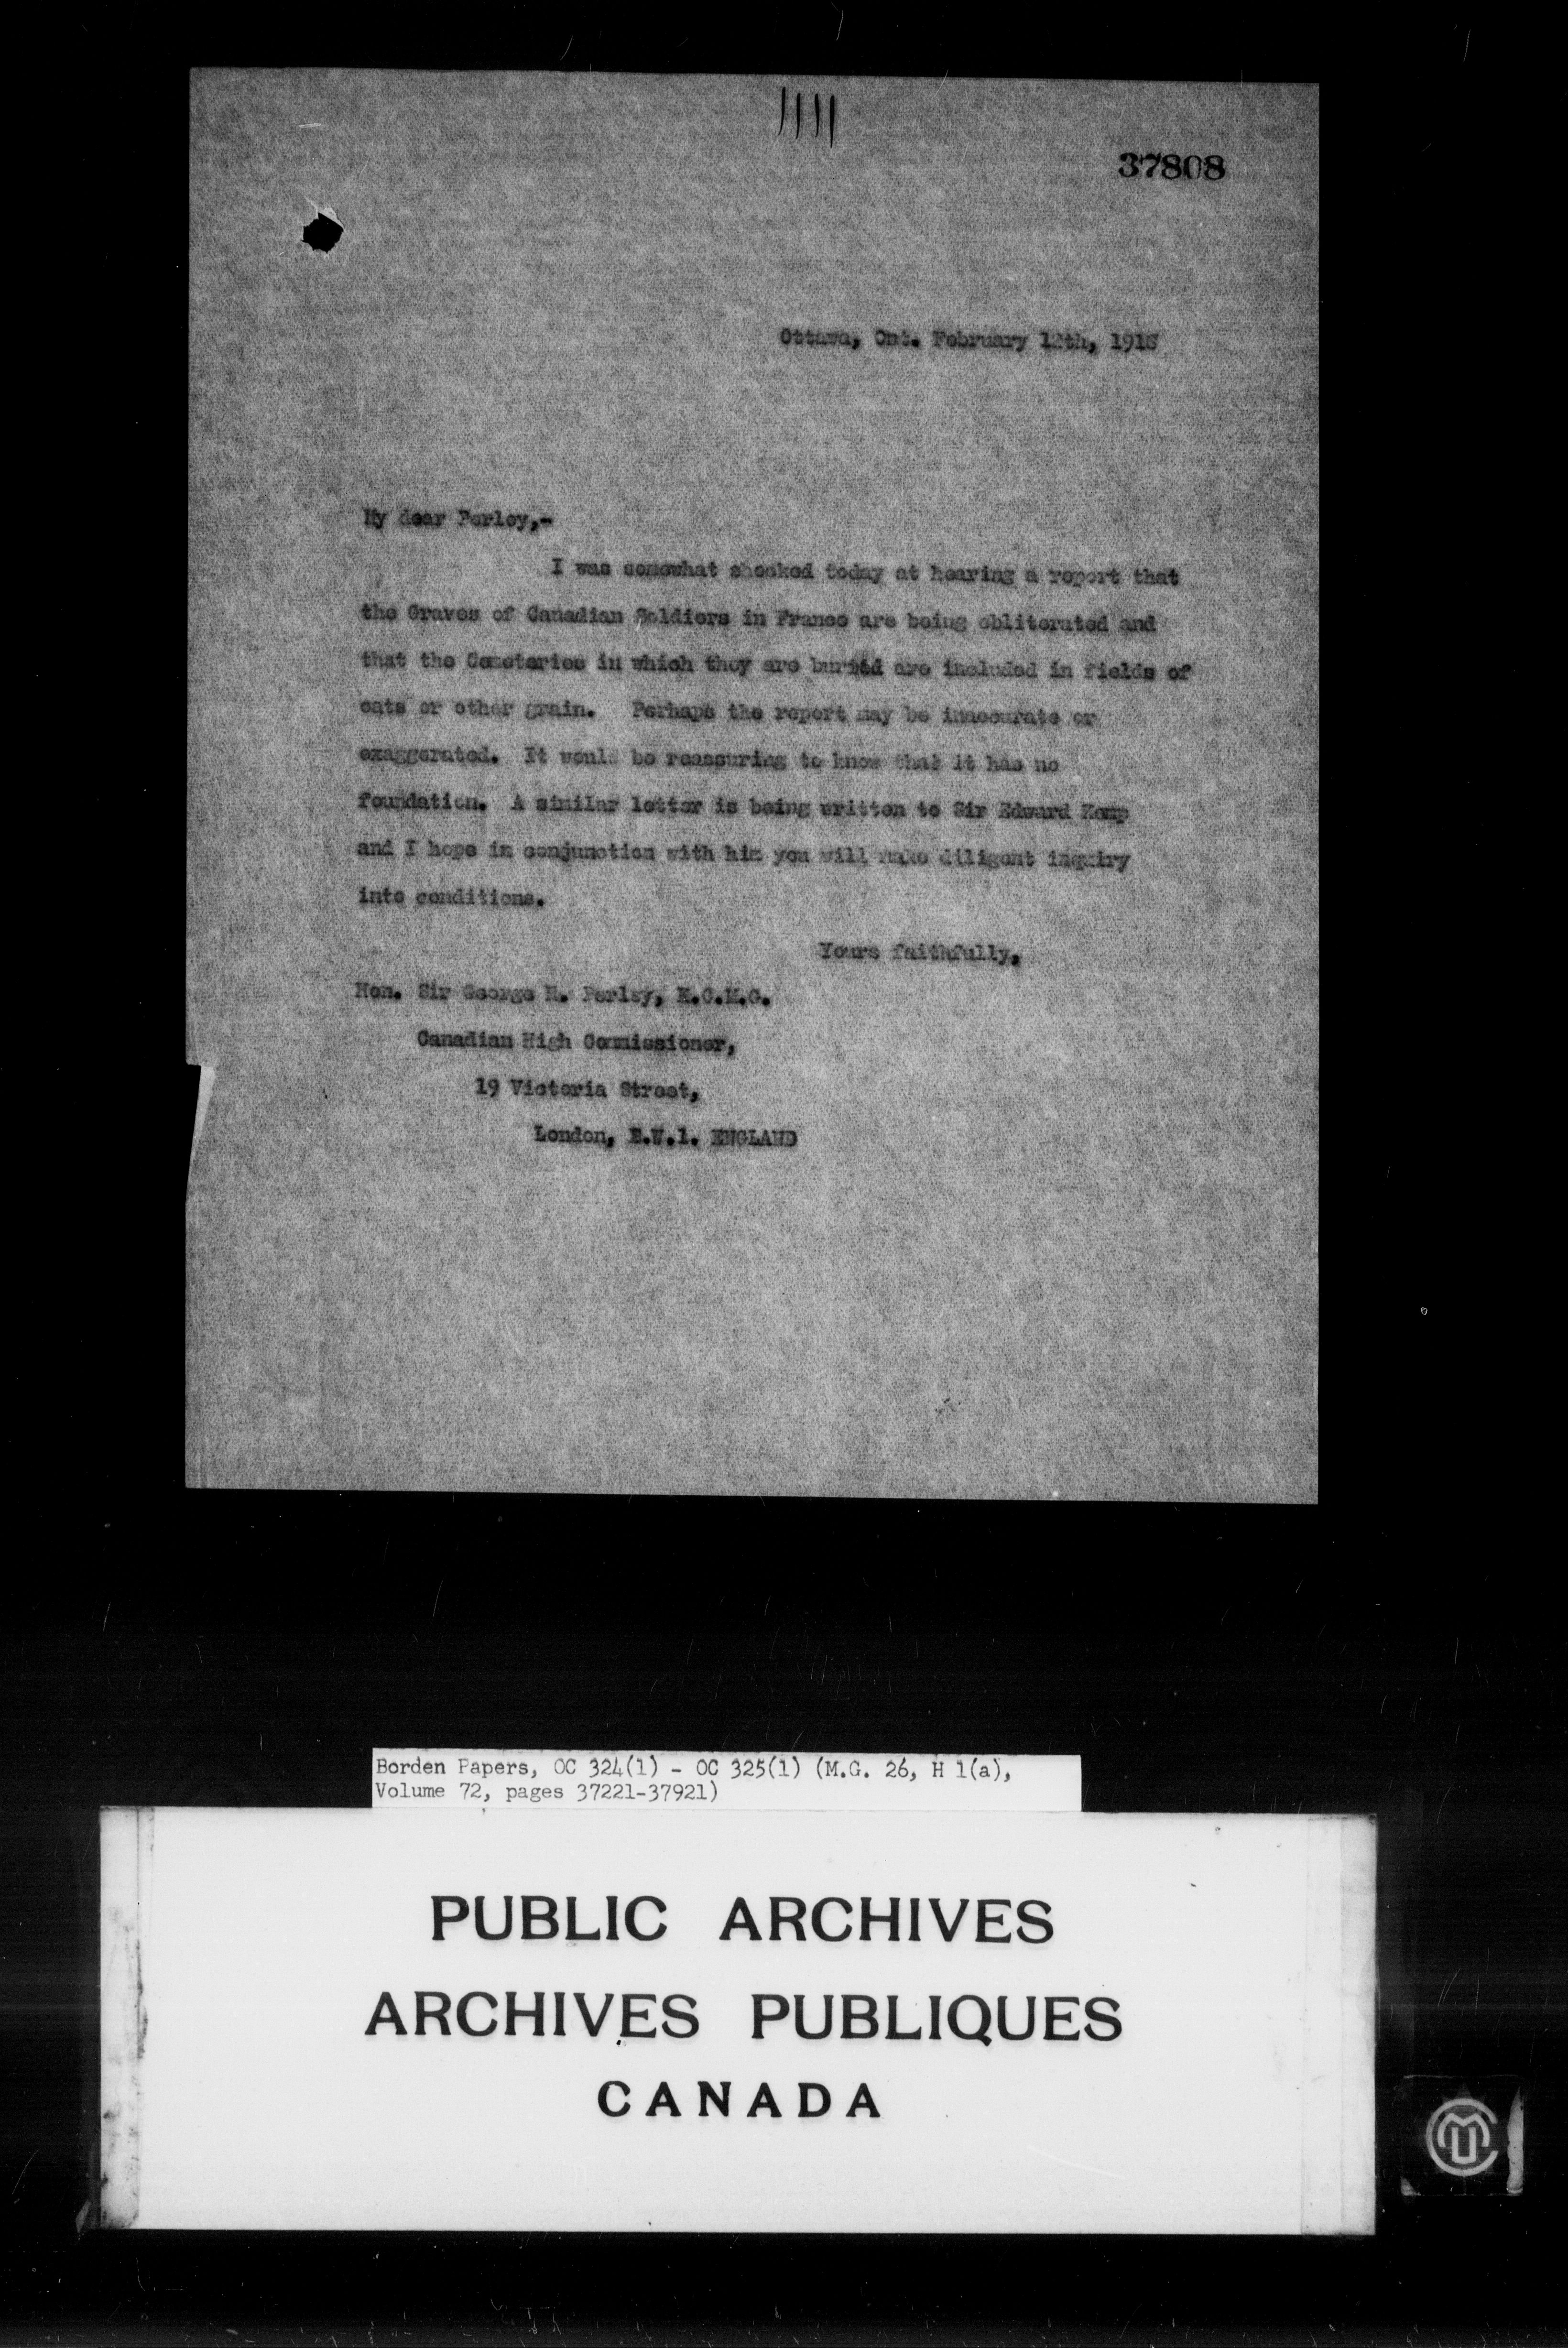 37808
Ottawa, Ont. February 12th, 1918
My dear Perley,-
I was somewhat shocked today at hearing a report that
the Graves of Canadian Soldiers in France are being obliterated and
that the Cemeteries in which they are buried are included in fields of
oats or other grain. Perhaps the report may be inaccurate or
exaggerated. It would be reassuring to know that it has no
foundation. A similar letter is being written to Sir Edward Kemp
and I hope in conjunction with him you will make diligent inquiry
into conditions.
Yours faithfully,
Hon. Sir George H. Perley, K.C.M.G.
Canadian High Commissioner,
19 Victoria Street,
London, S.W.1. ENGLAND
Borden Papers, OC 324(1) - OC 325(1) (M.G. 26, H 1(a),
Volume 72, pages 37221-37921)
PUBLIC ARCHIVES
ARCHIVES PUBLIQUES
CANADA